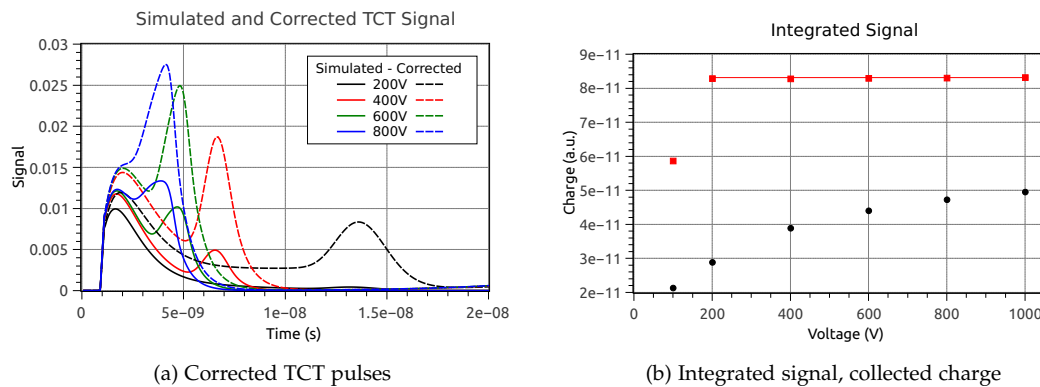 Simulated and Corrected TCT Signal
0.03
0.025
0.02
0.015
0.01
0.005
0
Signal
Simulated - Corrected
200V
400V
600V
800V
0 5e-09 1e-08 1.5e-08 2e-08
Time (s)
(a) Corrected TCT pulses
Integrated Signal
9e-11
8e-11
7e-11
6e-11
5e-11
4e-11
3e-11
2e-11
Charge (a.u.)
0 200 400 600 800 1000
Voltage (V)
(b) Integrated signal, collected charge